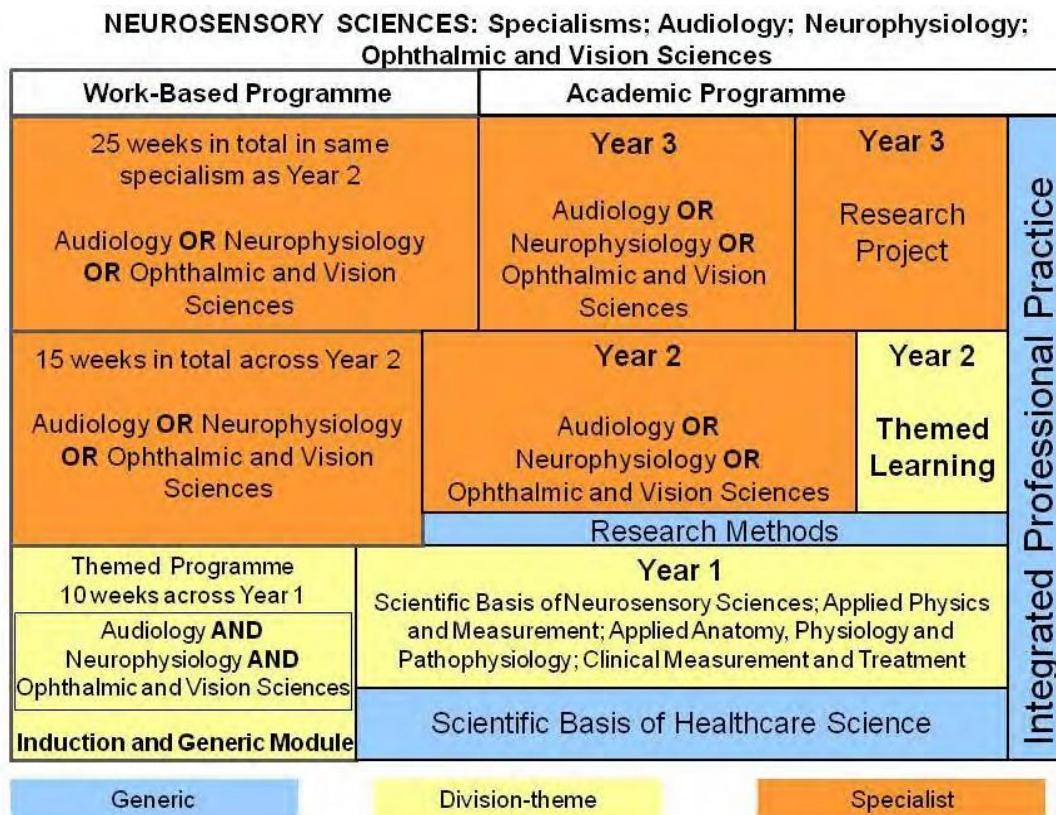 NEUROSENSORY SCIENCES: Specialisms; Audiology; Neurophysiology;
Ophthalmic and Vision Sciences
Work-Based Programme
Academic Programme
25 weeks in total in same
specialism as Year 2
Audiology OR Neurophysiology
OR Ophthalmic and Vision
Sciences
Year 3
Audiology OR
Neurophysiology OR
Ophthalmic and Vision
Sciences
Year 3
Research
Project
15 weeks in total across Year 2
Audiology OR Neurophysiology
OR Ophthalmic and Vision
Sciences
Year 2
Audiology OR
Neurophysiology OR
Ophthalmic and Vision Sciences
Year 2
Themed
Learning
Research Methods
Themed Programme
10 weeks across Year 1
Audiology AND
Neurophysiology AND
Ophthalmic and Vision Sciences
Induction and Generic Module
Year 1
Scientific Basis of Neurosensory Sciences; Applied Physics
and Measurement; Applied Anatomy, Physiology and
Pathophysiology; Clinical Measurement and Treatment
Scientific Basis of Healthcare Science
Integrated Professional Practice
Generic
Division-theme
Specialist